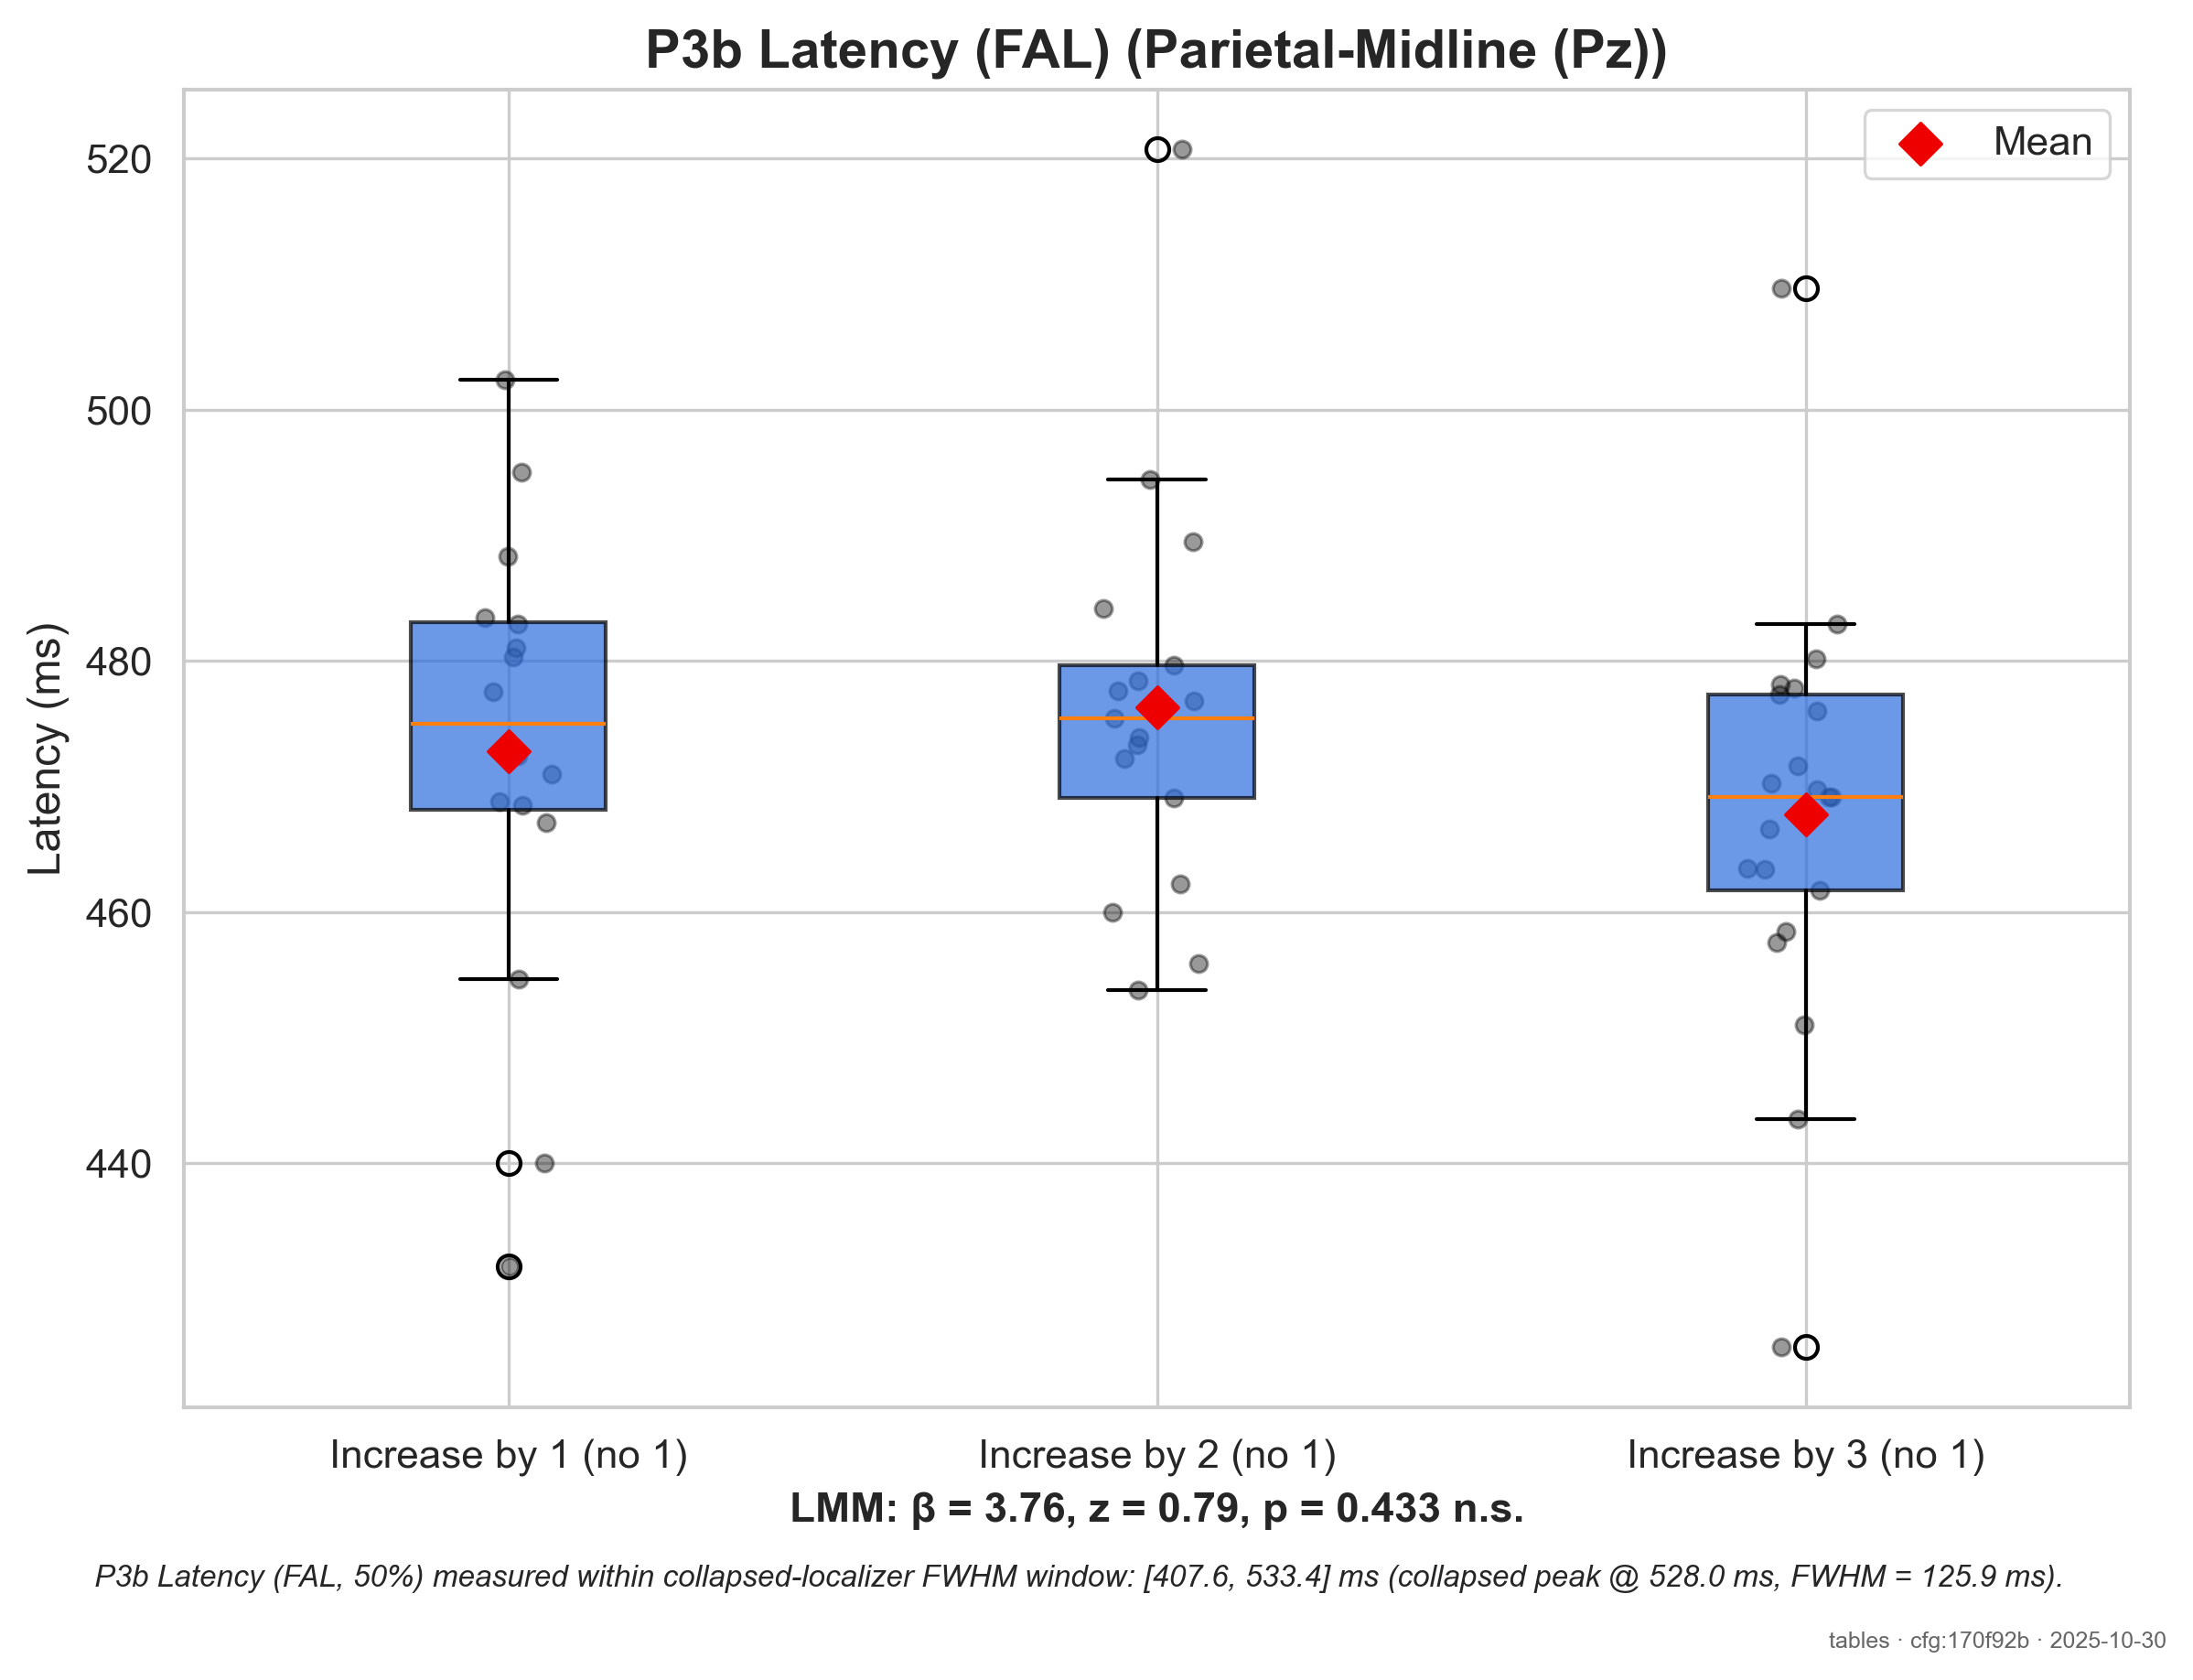 P3b Latency (FAL) (Parietal-Midline (Pz))
Mean
Latency (ms)
520
500
480
460
440
Increase by 1 (no 1)
Increase by 2 (no 1)
Increase by 3 (no 1)
LMM: β = 3.76, z = 0.79, p = 0.433 n.s.
P3b Latency (FAL, 50%) measured within collapsed-localizer FWHM window: [407.6, 533.4] ms (collapsed peak @ 528.0 ms, FWHM = 125.9 ms).
tables · cfg:170f92b · 2025-10-30